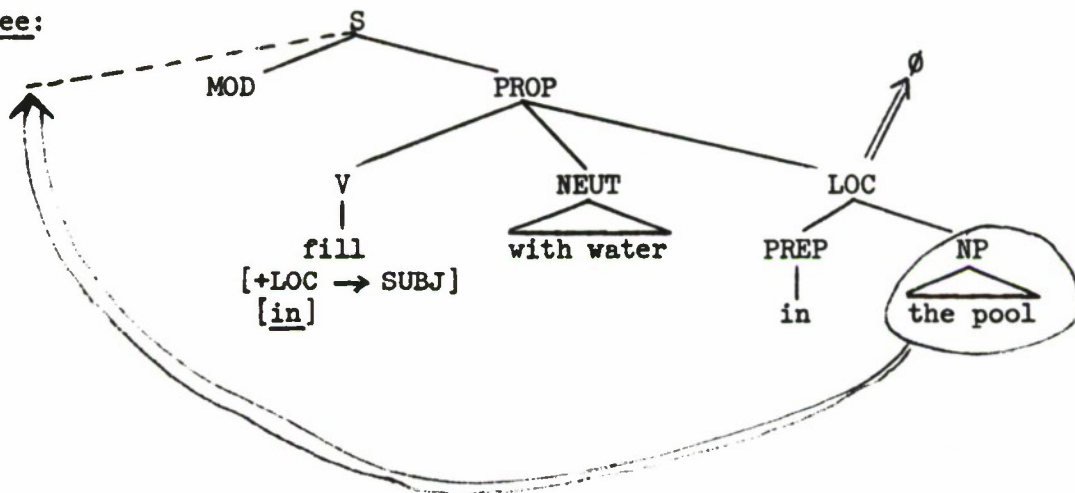 ee:
S
MOD PROP
∅
V NEUT LOC
fill with water PREP NP
[+LOC → SUBJ]
[in] in the pool